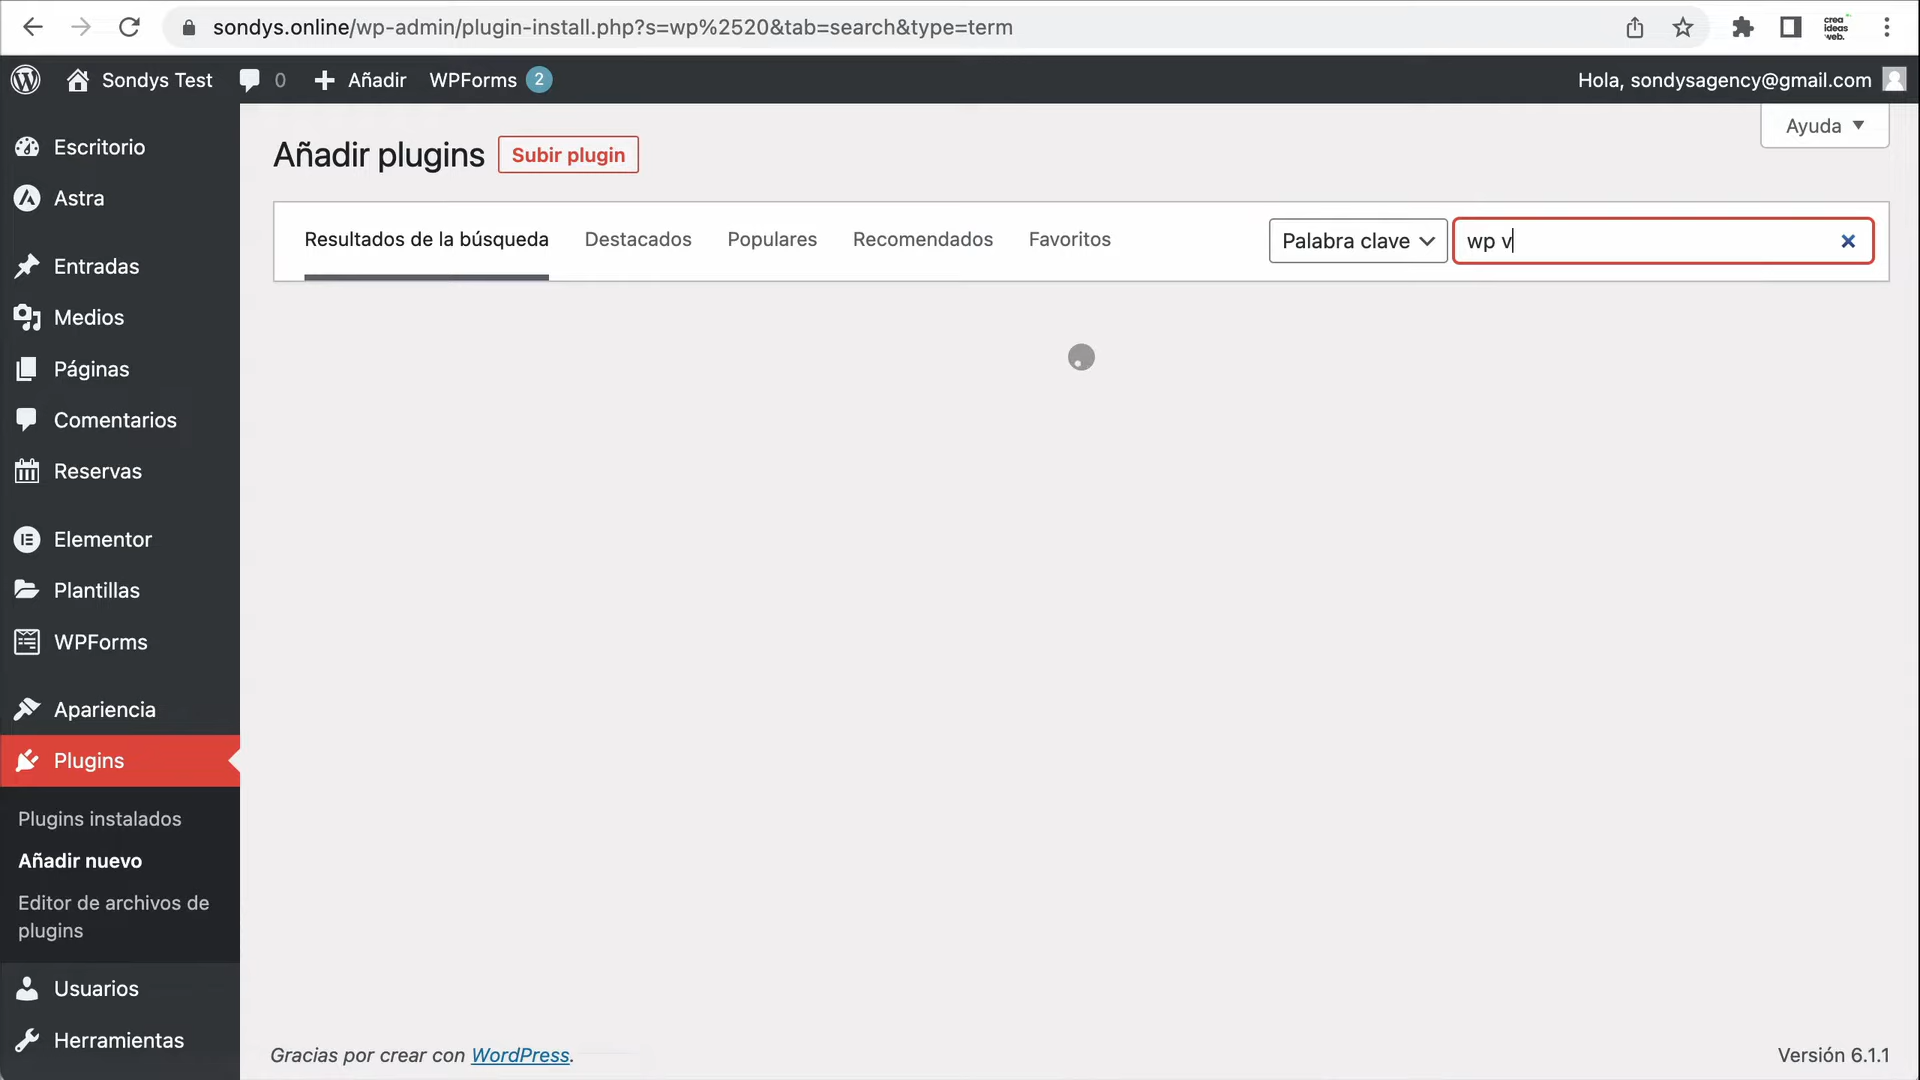 sondys.online/wp-admin/plugin-install.php?s=wp%2520&tab=search&type=term
crea
ideas
web.
Sondys Test
0
Añadir
WPForms 2
Hola, sondysagency@gmail.com
Ayuda
Añadir plugins
Subir plugin
Resultados de la búsqueda
Destacados
Populares
Recomendados
Favoritos
Palabra clave
wp v
Escritorio
Astra
Entradas
Medios
Páginas
Comentarios
Reservas
Elementor
Plantillas
WPForms
Apariencia
Plugins
Plugins instalados
Añadir nuevo
Editor de archivos de
plugins
Usuarios
Herramientas
Gracias por crear con WordPress.
Versión 6.1.1